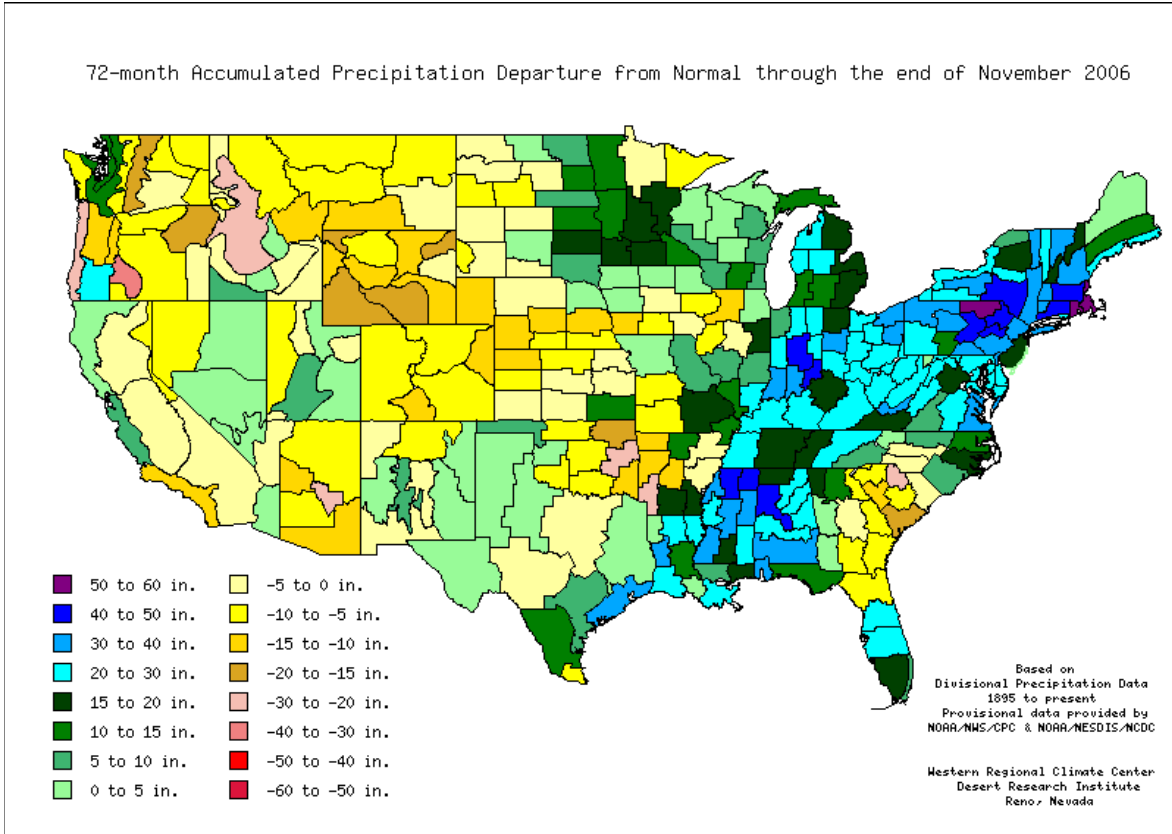 72-month Accumulated Precipitation Departure from Normal through the end of November 2006
50 to 60 in.
40 to 50 in.
30 to 40 in.
20 to 30 in.
15 to 20 in.
10 to 15 in.
5 to 10 in.
0 to 5 in.
-5 to 0 in.
-10 to -5 in.
-15 to -10 in.
-20 to -15 in.
-30 to -20 in.
-40 to -30 in.
-50 to -40 in.
-60 to -50 in.
Based on
Divisional Precipitation Data
1895 to present
Provisional data provided by
NOAA/NWS/CPC & NOAA/NESDIS/NCDC
Western Regional Climate Center
Desert Research Institute
Reno, Nevada